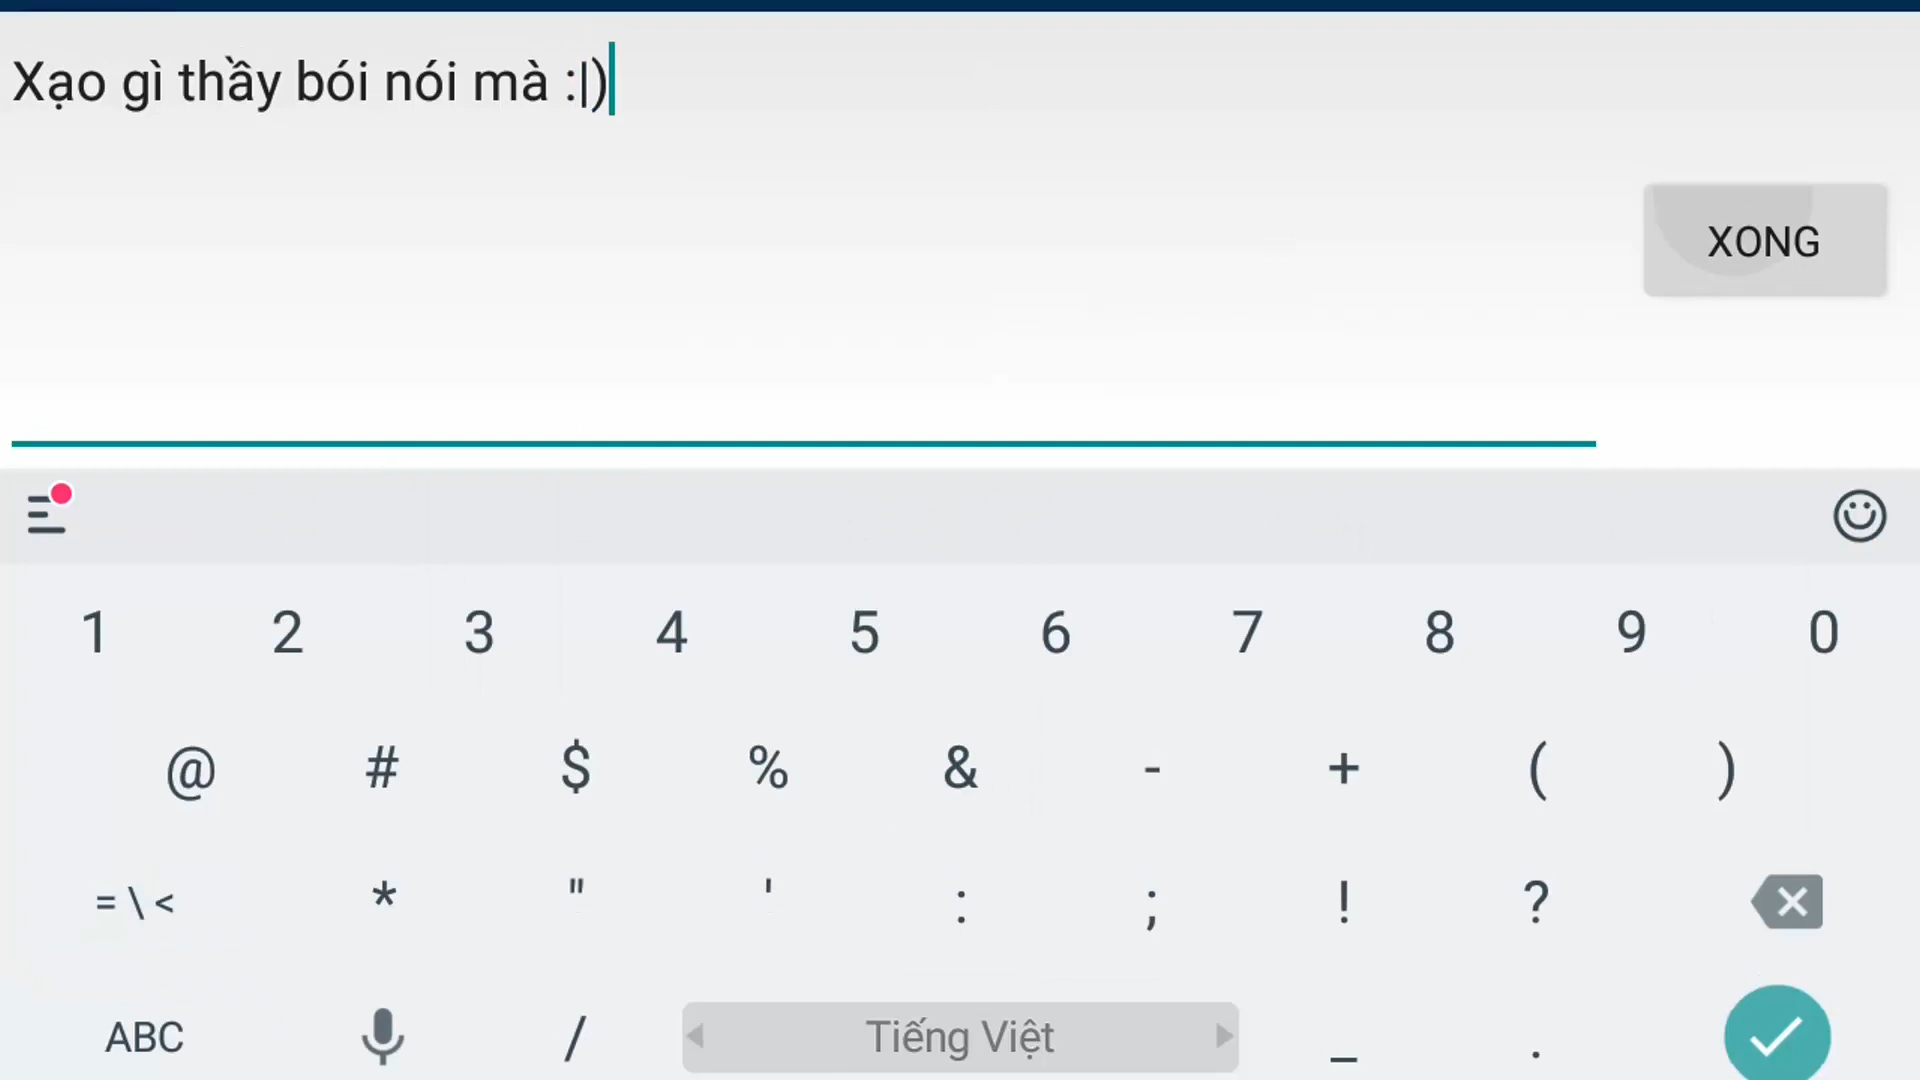 Xạo gì thầy bói nói mà :|)
XONG
1 2 3 4 5 6 7 8 9 0
@ # $ % & - + ( )
= \ < * " ' : ; ! ?
ABC / Tiếng Việt _ .